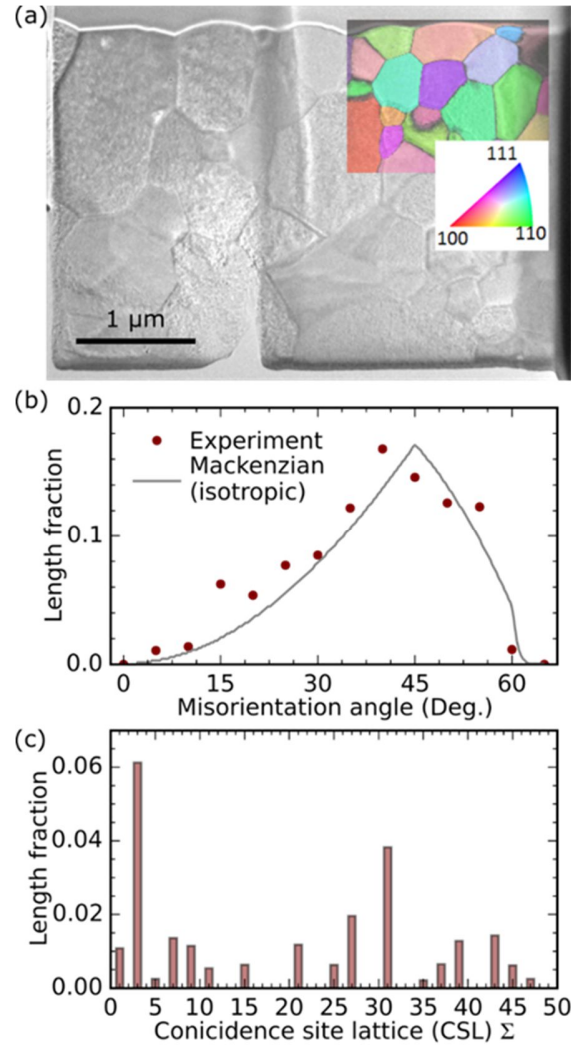 (a)
111
100
110
1 μm
(b)
0.2
Experiment
Mackenzian
(isotropic)
0.1
Length fraction
0.0
0 15 30 45 60
Misorientation angle (Deg.)
(c)
0.06
0.04
Length fraction
0.02
0.00
0 5 10 15 20 25 30 35 40 45 50
Conicidence site lattice (CSL) Σ